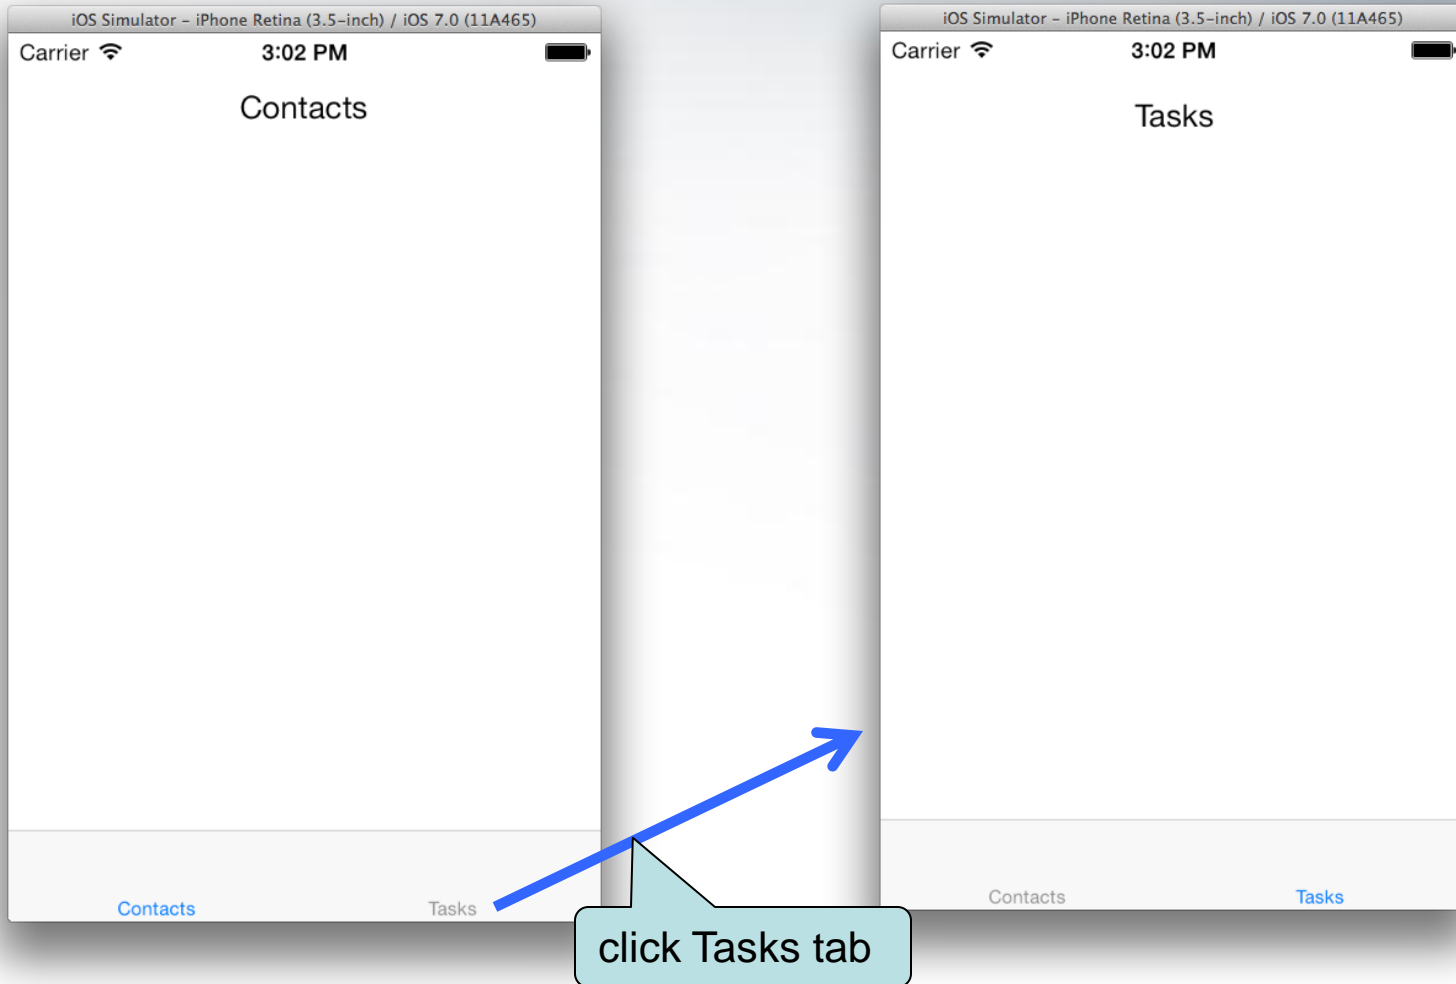 iOS Simulator – iPhone Retina (3.5-inch) / iOS 7.0 (11A465)
Carrier 3:02 PM
Contacts
Contacts Tasks
click Tasks tab
iOS Simulator – iPhone Retina (3.5-inch) / iOS 7.0 (11A465)
Carrier 3:02 PM
Tasks
Contacts Tasks